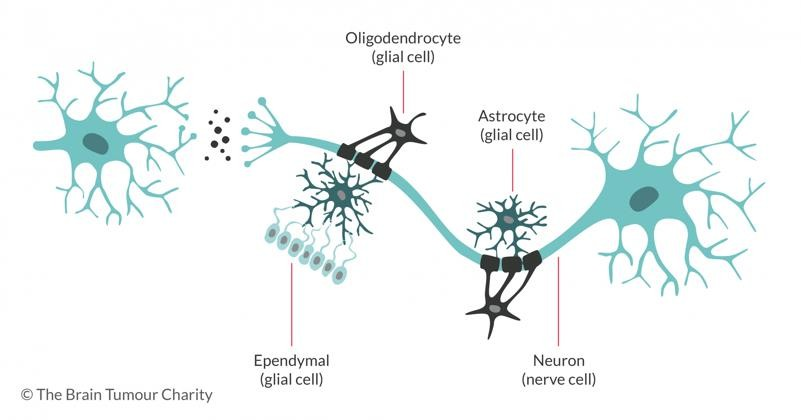 Oligodendrocyte
(glial cell)
Astrocyte
(glial cell)
Ependymal
(glial cell)
Neuron
(nerve cell)
© The Brain Tumour Charity